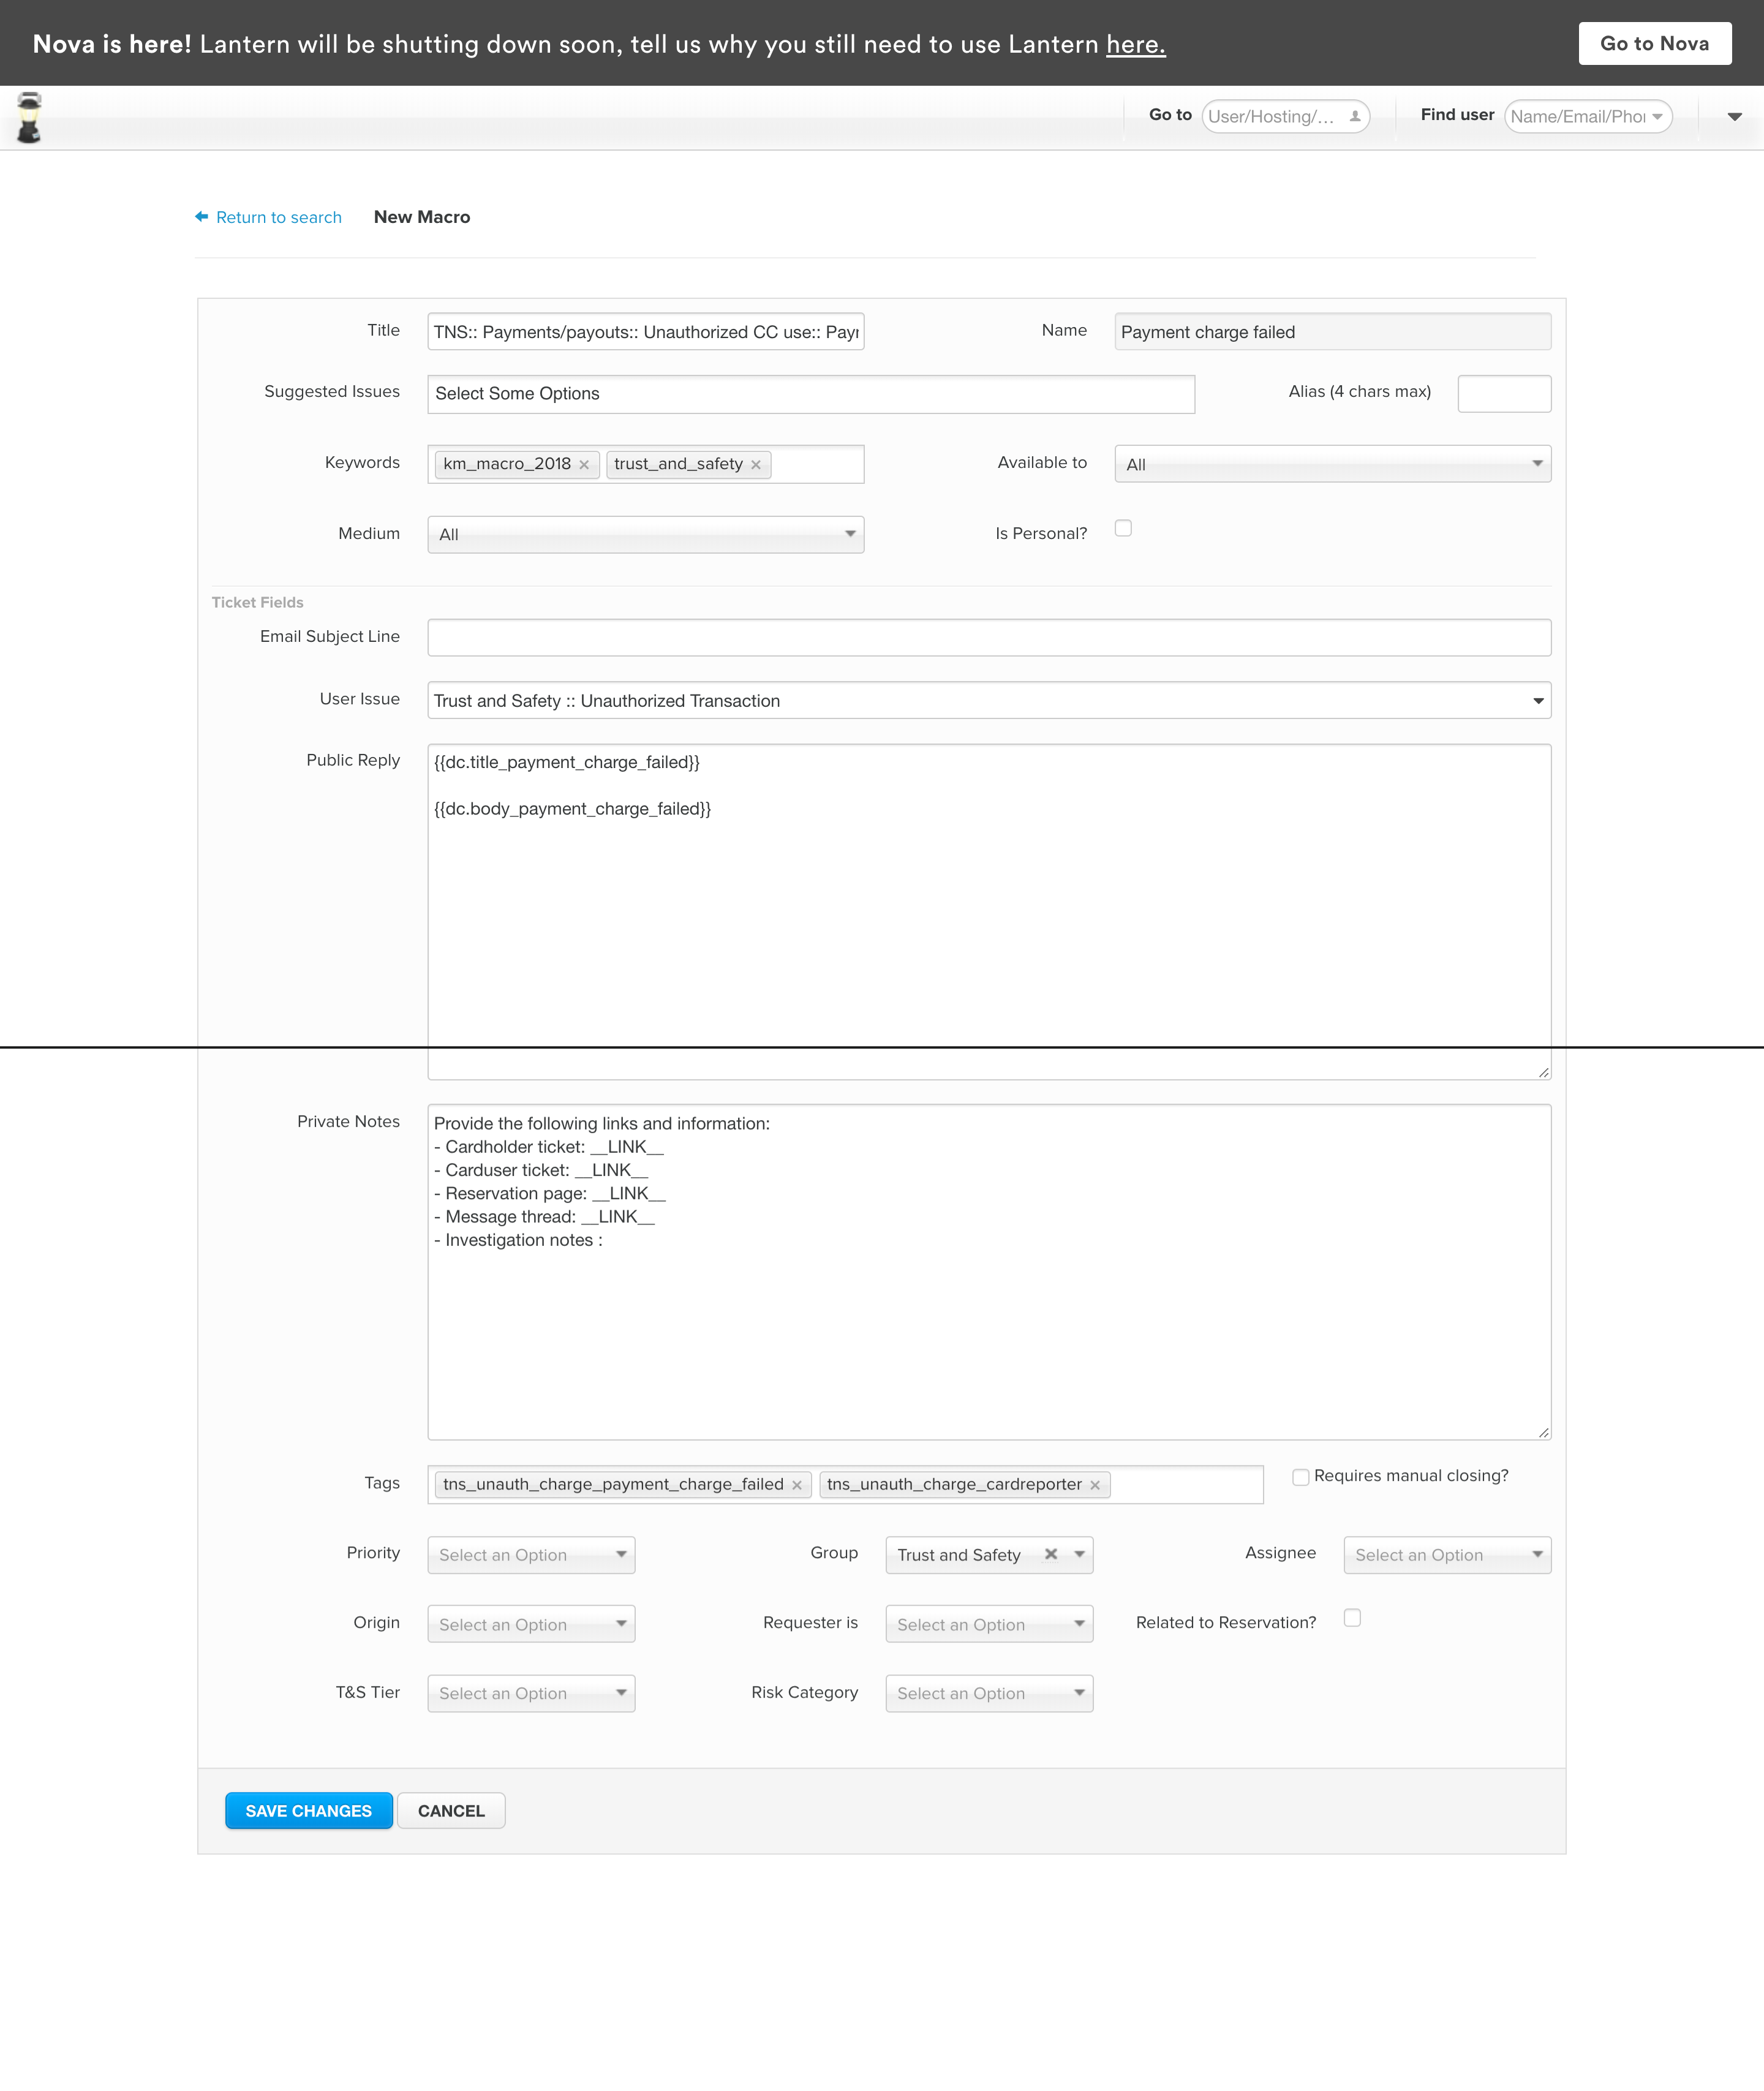 Nova is here! Lantern will be shutting down soon, tell us why you still need to use Lantern here.
Go to Nova
Go to
User/Hosting/...
Find user
Name/Email/Phon
Return to search
New Macro
Title
TNS:: Payments/payouts:: Unauthorized CC use:: Payn
Name
Payment charge failed
Suggested Issues
Select Some Options
Alias (4 chars max)
Keywords
km_macro_2018
trust_and_safety
Available to
All
Medium
All
Is Personal?
Ticket Fields
Email Subject Line
User Issue
Trust and Safety :: Unauthorized Transaction
Public Reply
{{dc.title_payment_charge_failed}}
{{dc.body_payment_charge_failed}}
Private Notes
Provide the following links and information:
- Cardholder ticket: __LINK__
- Carduser ticket: __LINK__
- Reservation page: __LINK__
- Message thread: __LINK__
- Investigation notes :
Tags
tns_unauth_charge_payment_charge_failed
tns_unauth_charge_cardreporter
Requires manual closing?
Priority
Select an Option
Group
Trust and Safety
Assignee
Select an Option
Origin
Select an Option
Requester is
Select an Option
Related to Reservation?
T&S Tier
Select an Option
Risk Category
Select an Option
SAVE CHANGES
CANCEL